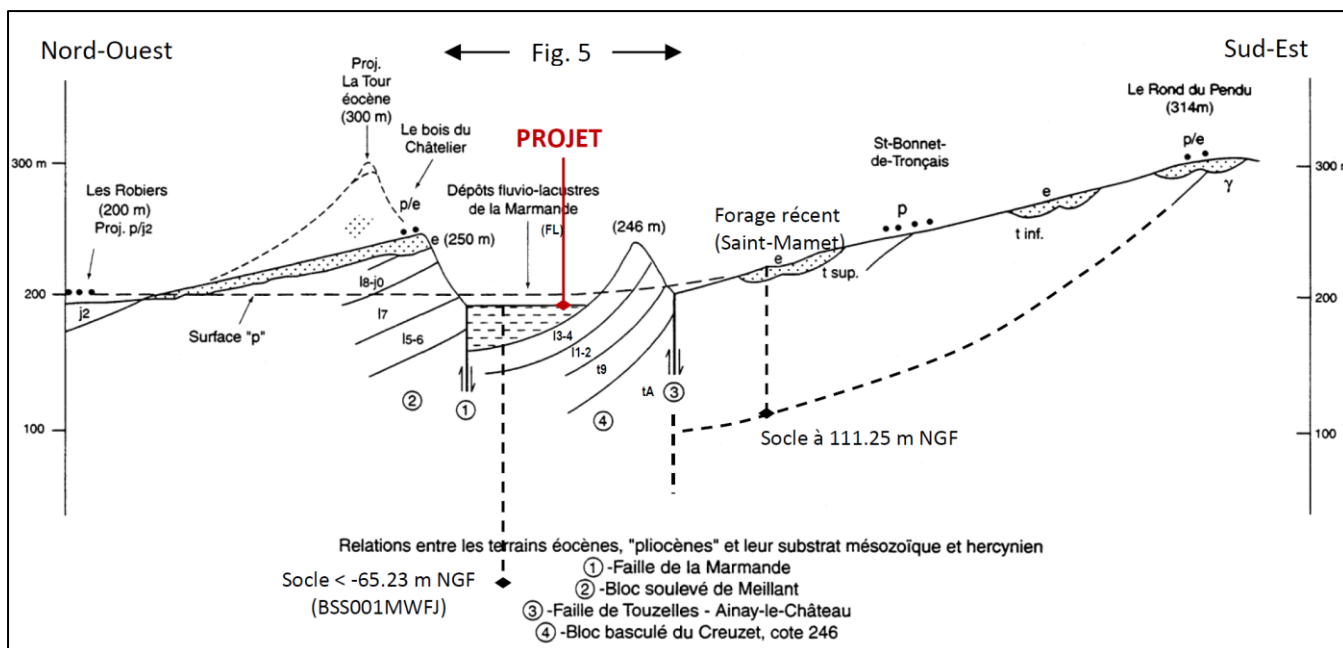 Nord-Ouest
Fig. 5
Sud-Est
Proj.
La Tour
éocène
(300 m)
Le bois du
Châtelier
PROJET
Le Rond du Pendu
(314m)
p/e
St-Bonnet-
de-Tronçais
300 m
300 m
Les Robiers
(200 m)
Proj. p/j2
p/e
Dépôts fluvio-lacustres
de la Marmande
(FL)
(246 m)
Forage récent
(Saint-Mamet)
p
e
γ
e (250 m)
e
t inf.
t sup.
l8-j0
200
200
j2
Surface "p"
l7
l5-6
l3-4
l1-2
t9
tA
②
①
④
③
100
100
Socle à 111.25 m NGF
Relations entre les terrains éocènes, "pliocènes" et leur substrat mésozoïque et hercynien
①-Faille de la Marmande
②-Bloc soulevé de Meillant
③-Faille de Touzelles - Ainay-le-Château
④-Bloc basculé du Creuzet, cote 246
Socle < -65.23 m NGF
(BSS001MWFJ)